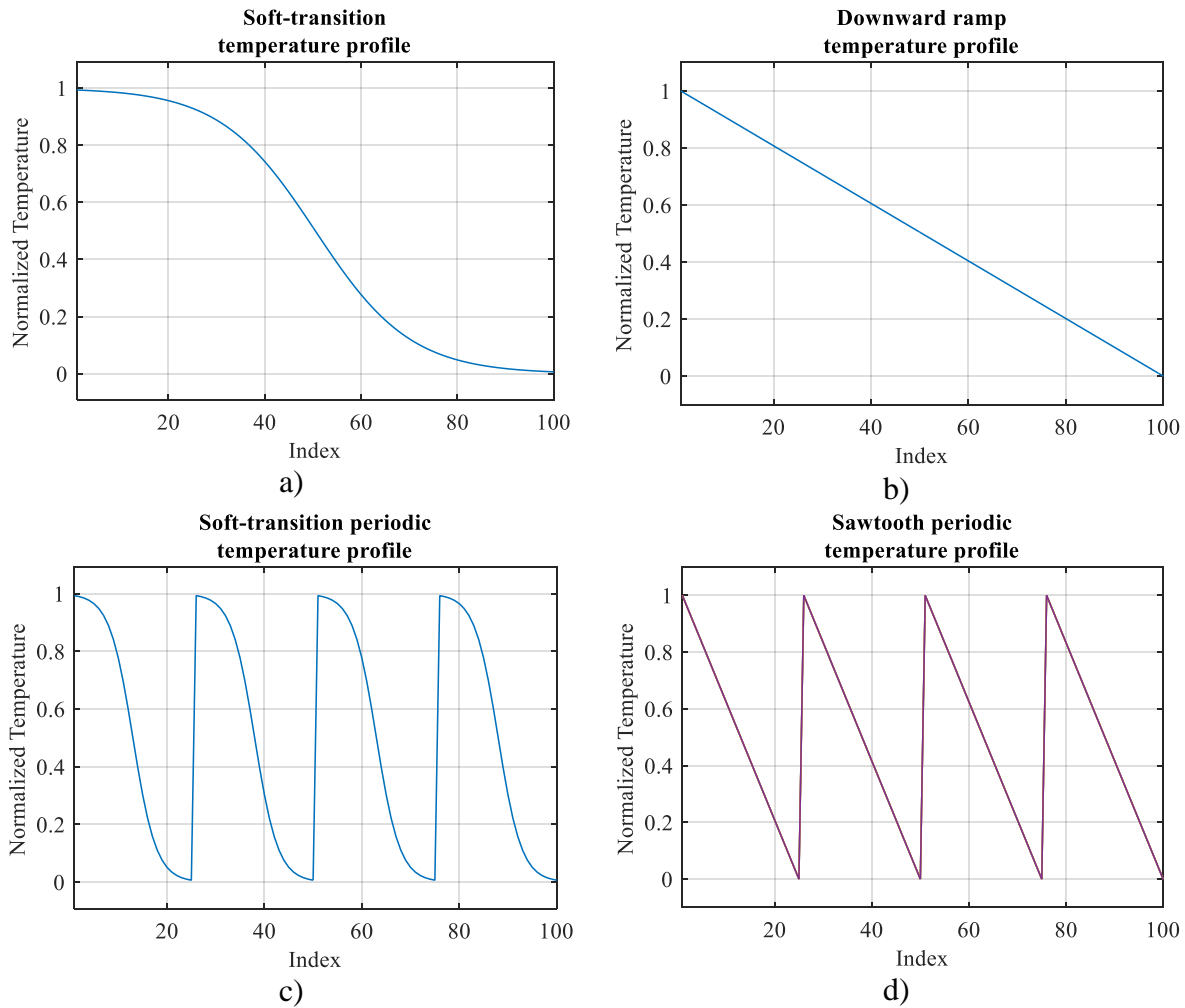 Soft-transition
temperature profile
Normalized Temperature
1
0.8
0.6
0.4
0.2
0
20 40 60 80 100
Index
a)
Downward ramp
temperature profile
Normalized Temperature
1
0.8
0.6
0.4
0.2
0
20 40 60 80 100
Index
b)
Soft-transition periodic
temperature profile
Normalized Temperature
1
0.8
0.6
0.4
0.2
0
20 40 60 80 100
Index
c)
Sawtooth periodic
temperature profile
Normalized Temperature
1
0.8
0.6
0.4
0.2
0
20 40 60 80 100
Index
d)